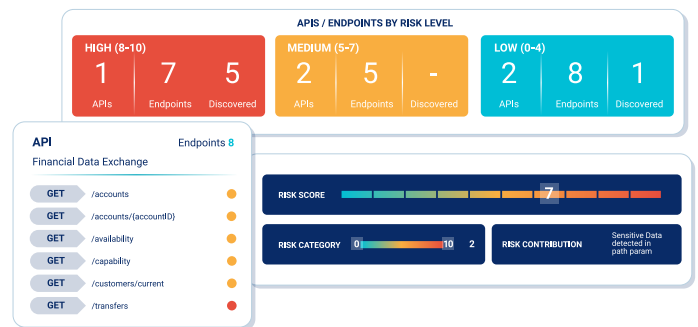 APIS / ENDPOINTS BY RISK LEVEL
HIGH (8-10)
1 7 5
APIs Endpoints Discovered
MEDIUM (5-7)
2 5 -
APIs Endpoints Discovered
LOW (0-4)
2 8 1
APIs Endpoints Discovered
API Endpoints 8
Financial Data Exchange
GET /accounts
GET /accounts/{accountID}
GET /availability
GET /capability
GET /customers/current
GET /transfers
RISK SCORE 7
RISK CATEGORY 0 10 2
RISK CONTRIBUTION
Sensitive Data
detected in
path param